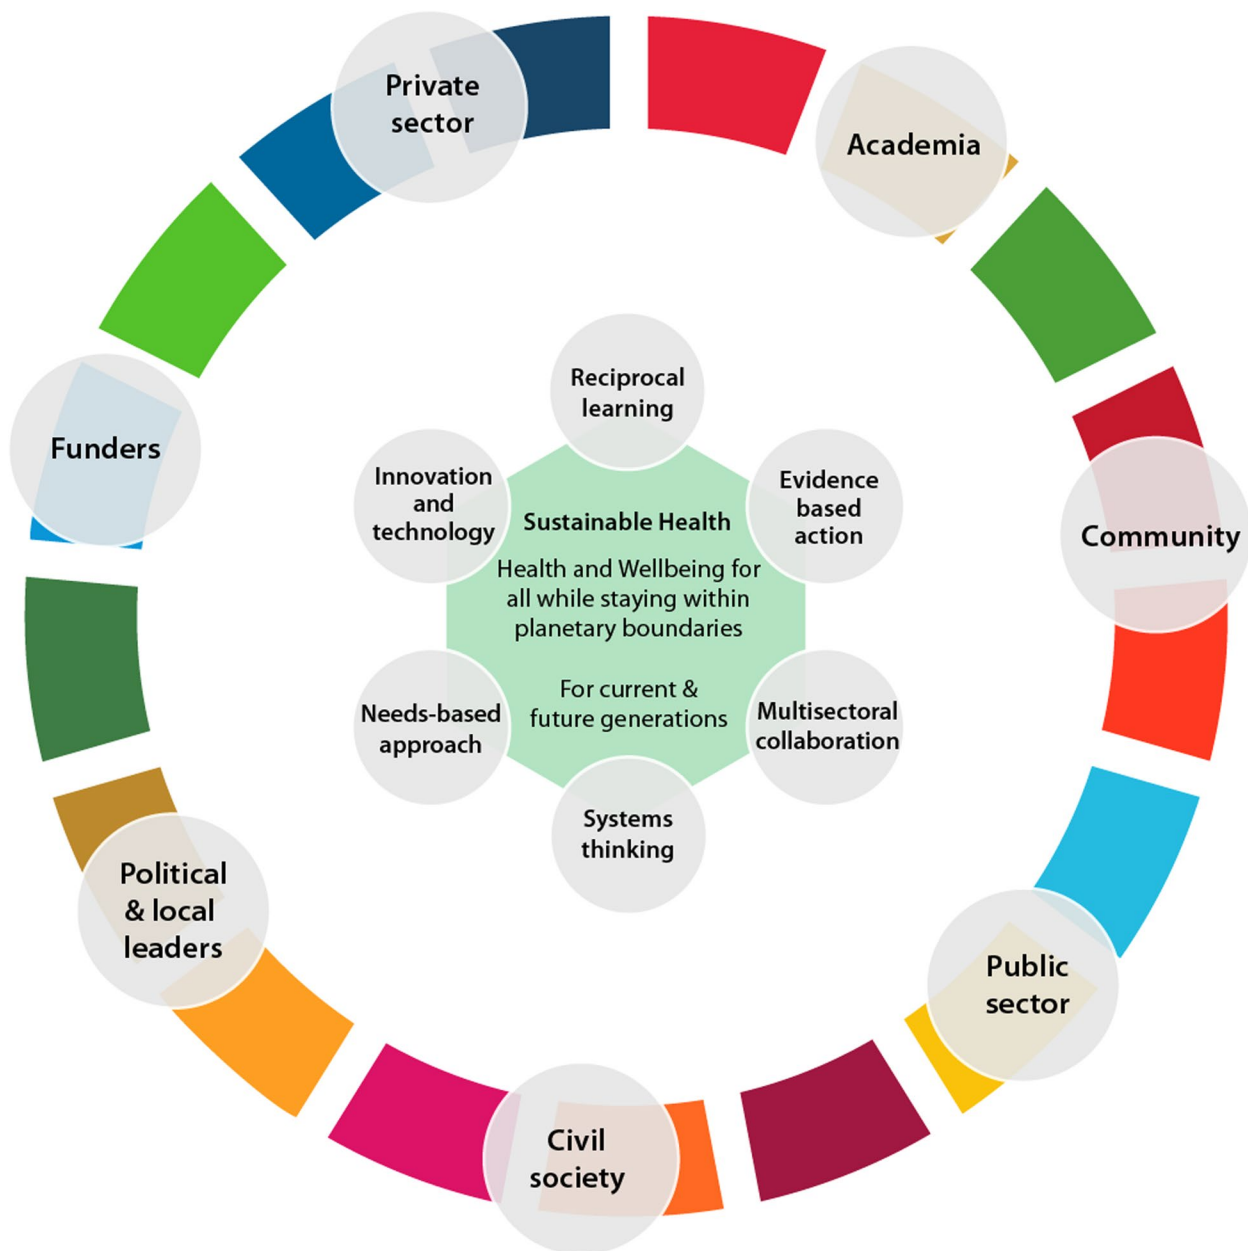 Private
sector
Academia
Funders
Community
Political
& local
leaders
Public
sector
Civil
society
Reciprocal
learning
Innovation
and
technology
Evidence
based
action
Sustainable Health
Health and Wellbeing for
all while staying within
planetary boundaries
For current &
future generations
Needs-based
approach
Multisectoral
collaboration
Systems
thinking